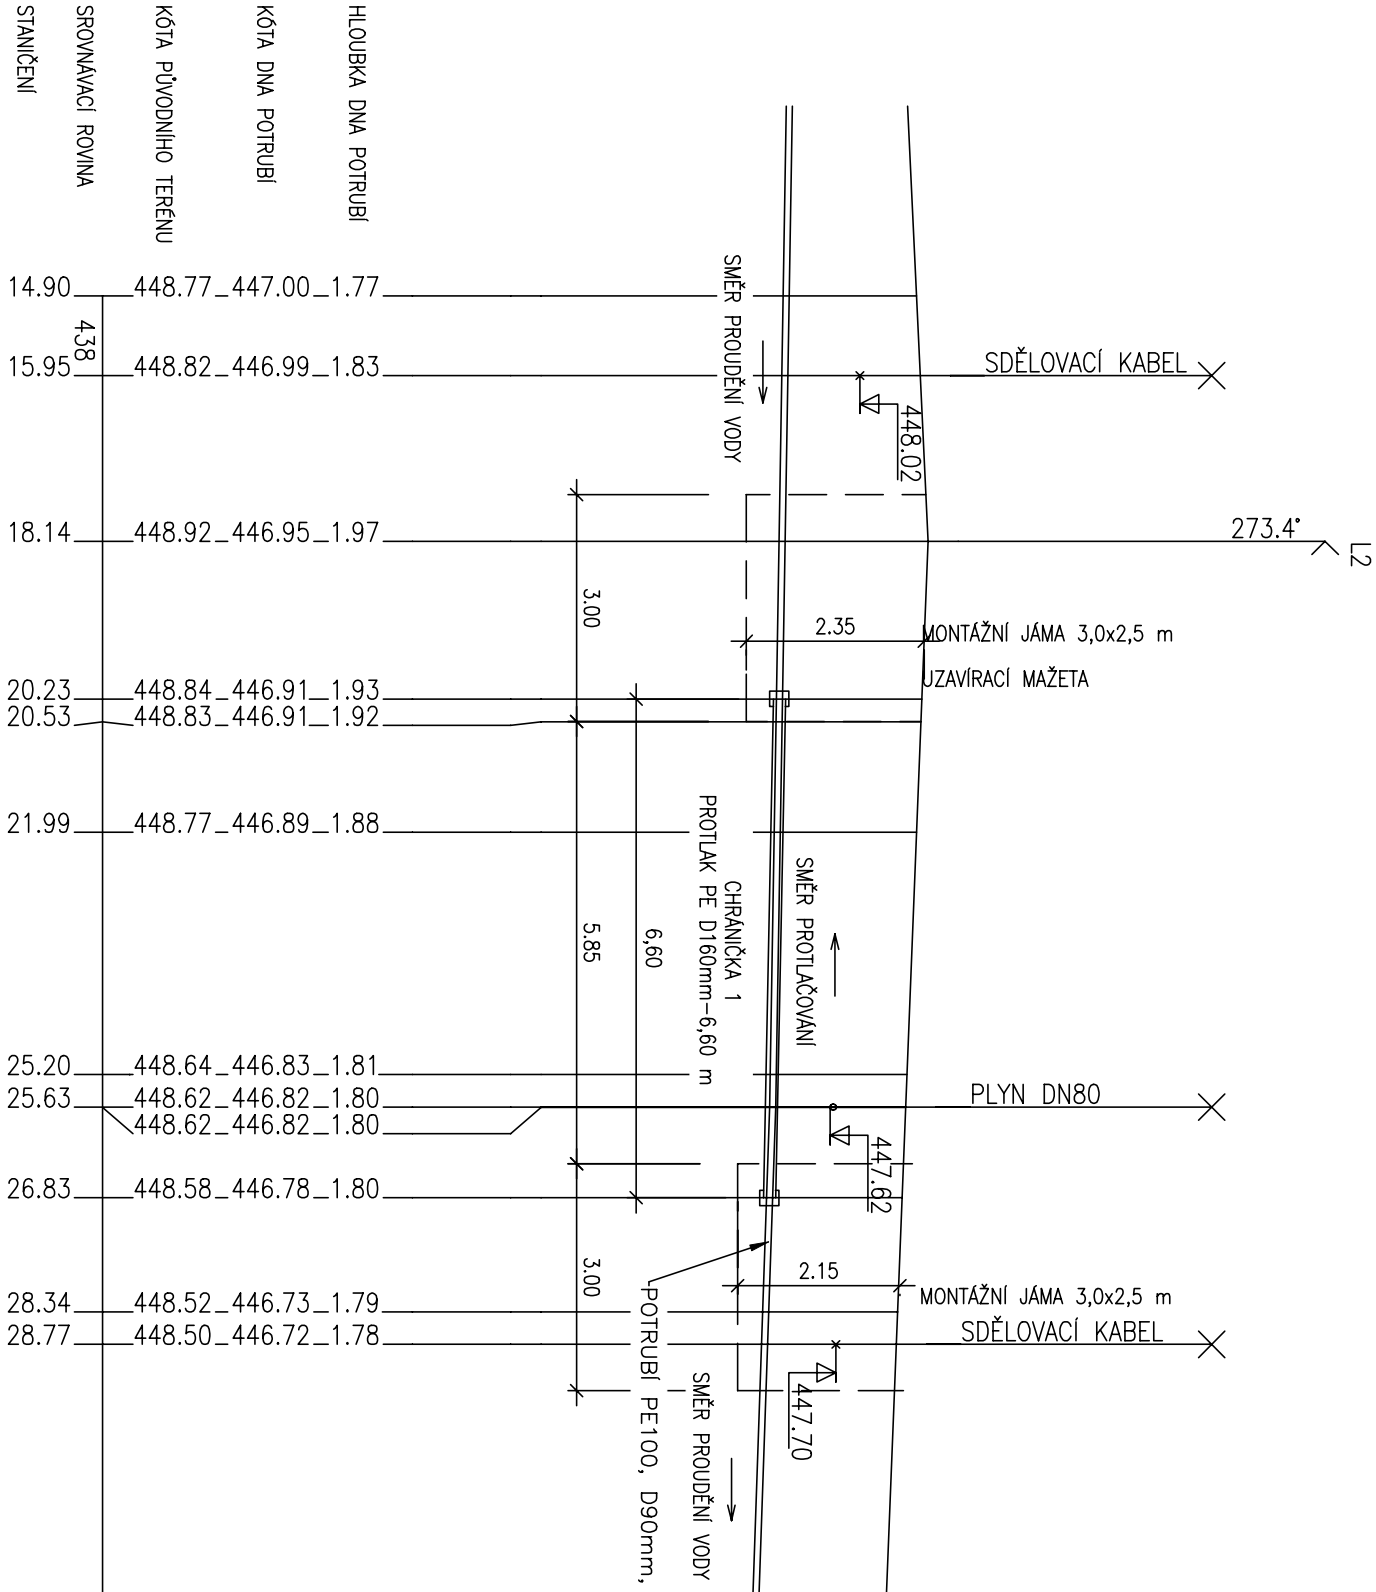 HLOUBKA DNA POTRUBÍ
KÓTA DNA POTRUBÍ
KÓTA PŮVODNÍHO TERÉNU
SROVNÁVACÍ ROVINA
STANIČENÍ
438
14.90 448.77 447.00 1.77
15.95 448.82 446.99 1.83
18.14 448.92 446.95 1.97
20.23 448.84 446.91 1.93
20.53 448.83 446.91 1.92
21.99 448.77 446.89 1.88
25.20 448.64 446.83 1.81
25.63 448.62 446.82 1.80
448.62 446.82 1.80
26.83 448.58 446.78 1.80
28.34 448.52 446.73 1.79
28.77 448.50 446.72 1.78
SMĚR PROUDĚNÍ VODY
SDĚLOVACÍ KABEL
448.02
273.4°
L2
3.00
2.35
MONTÁŽNÍ JÁMA 3,0x2,5 m
UZAVÍRACÍ MAŽETA
5.85
6,60
CHRÁNIČKA 1
PROTLAK PE D160mm-6,60 m
SMĚR PROTLAČOVÁNÍ
PLYN DN80
447.62
3.00
2.15
MONTÁŽNÍ JÁMA 3,0x2,5 m
SDĚLOVACÍ KABEL
447.70
POTRUBÍ PE100, D90mm,
SMĚR PROUDĚNÍ VODY